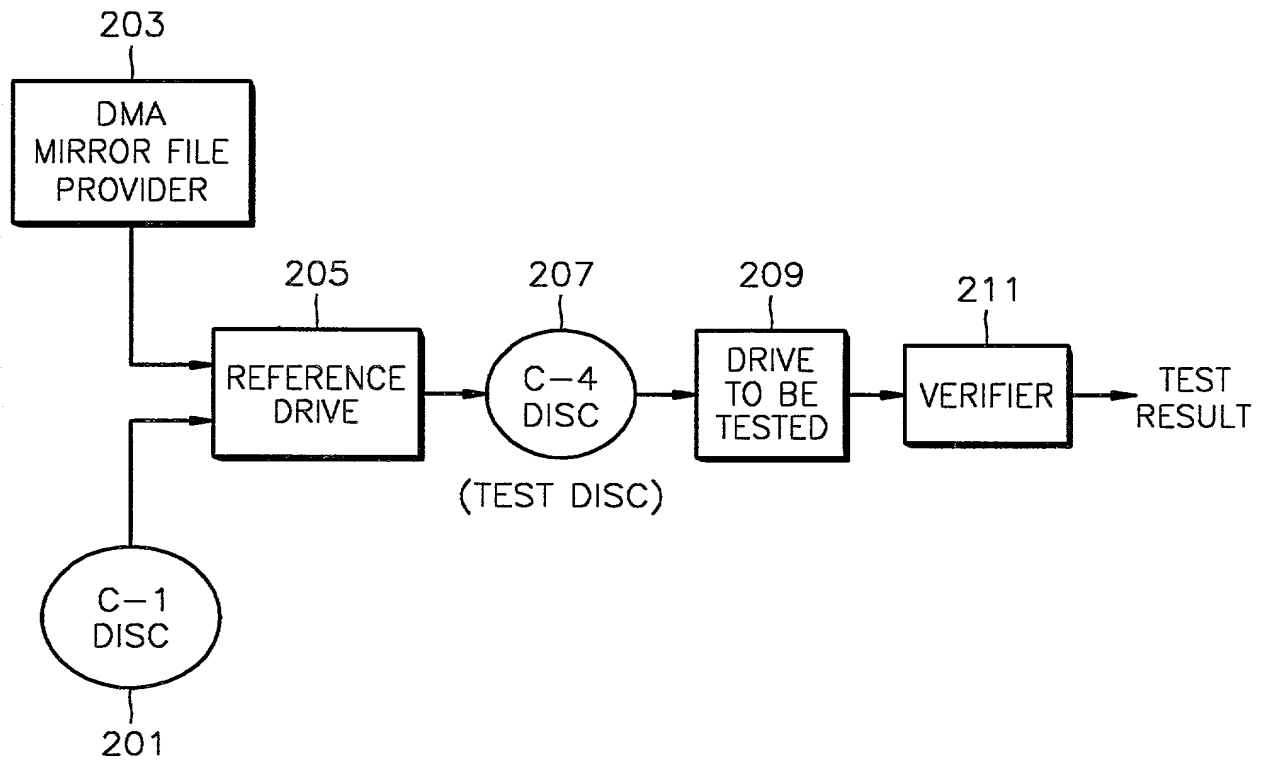 203
DMA
MIRROR FILE
PROVIDER
205
REFERENCE
DRIVE
207
C-4
DISC
(TEST DISC)
209
DRIVE
TO BE
TESTED
211
VERIFIER
TEST
RESULT
C-1
DISC
201